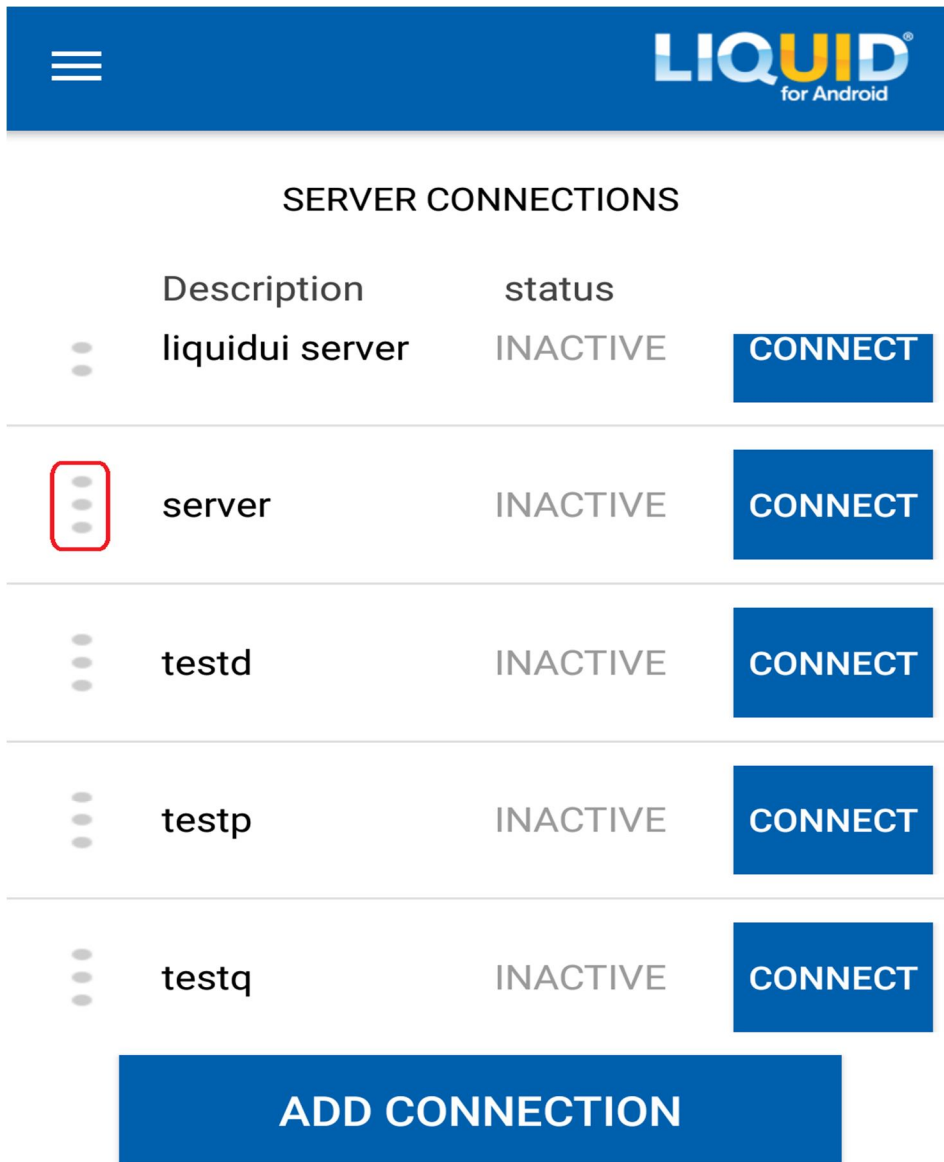 LIQUID®
for Android
SERVER CONNECTIONS
Description status
liquidui server INACTIVE CONNECT
server INACTIVE CONNECT
testd INACTIVE CONNECT
testp INACTIVE CONNECT
testq INACTIVE CONNECT
ADD CONNECTION